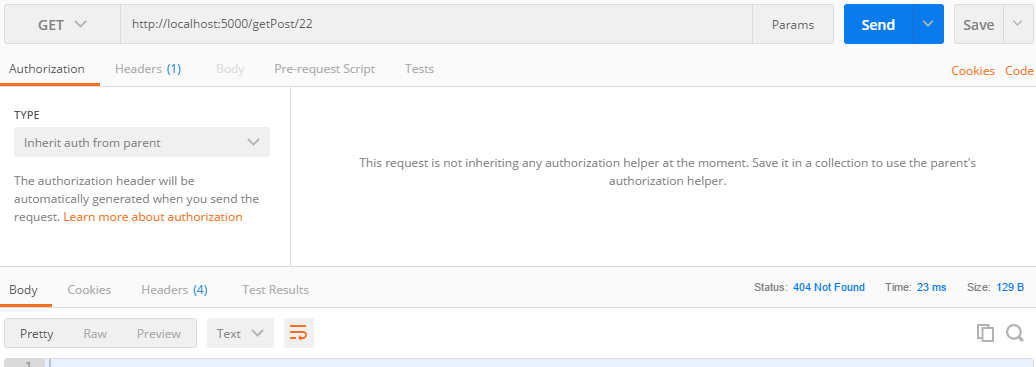 GET http://localhost:5000/getPost/22 Params Send Save
Authorization Headers (1) Body Pre-request Script Tests Cookies Code
TYPE
Inherit auth from parent
The authorization header will be
automatically generated when you send the
request. Learn more about authorization
This request is not inheriting any authorization helper at the moment. Save it in a collection to use the parent's
authorization helper.
Body Cookies Headers (4) Test Results Status: 404 Not Found Time: 23 ms Size: 129 B
Pretty Raw Preview Text
1